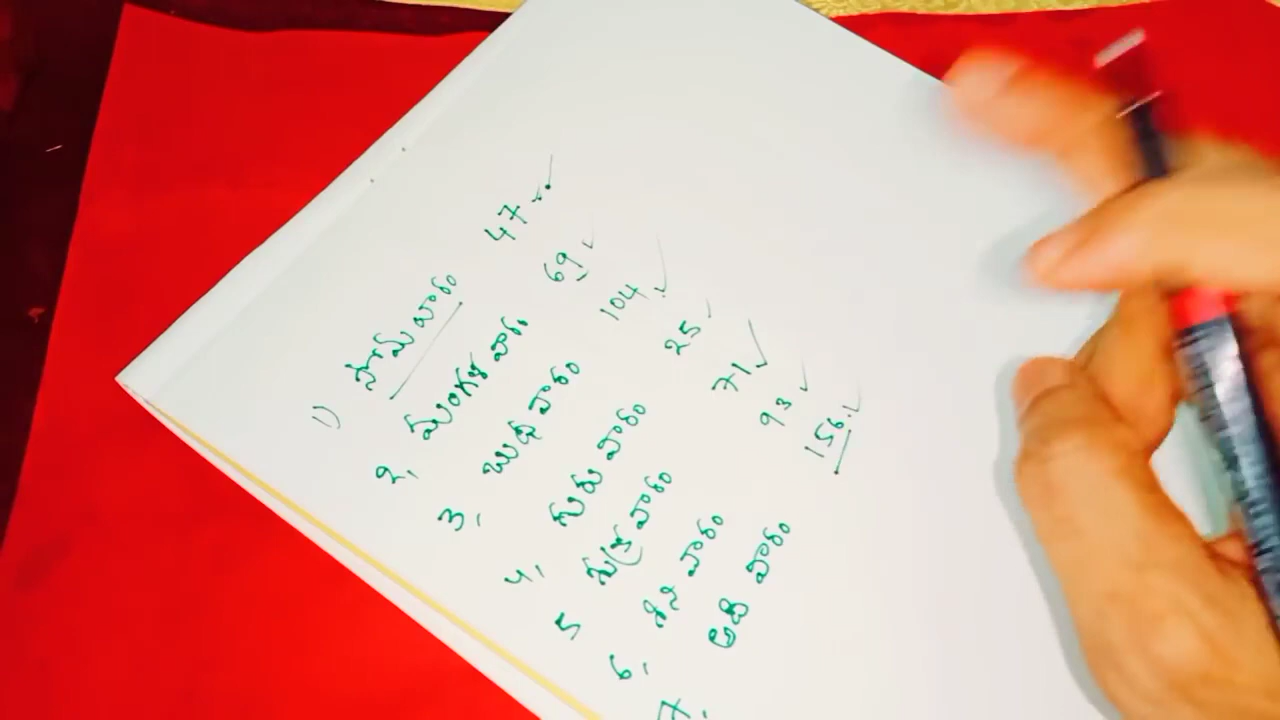 1) సోమవారం 47
2, మంగళవారం 69
3, బుధవారం 104
4, గురువారం 25
5 శుక్రవారం 71
6, శనివారం 93
7. ఆదివారం 156.